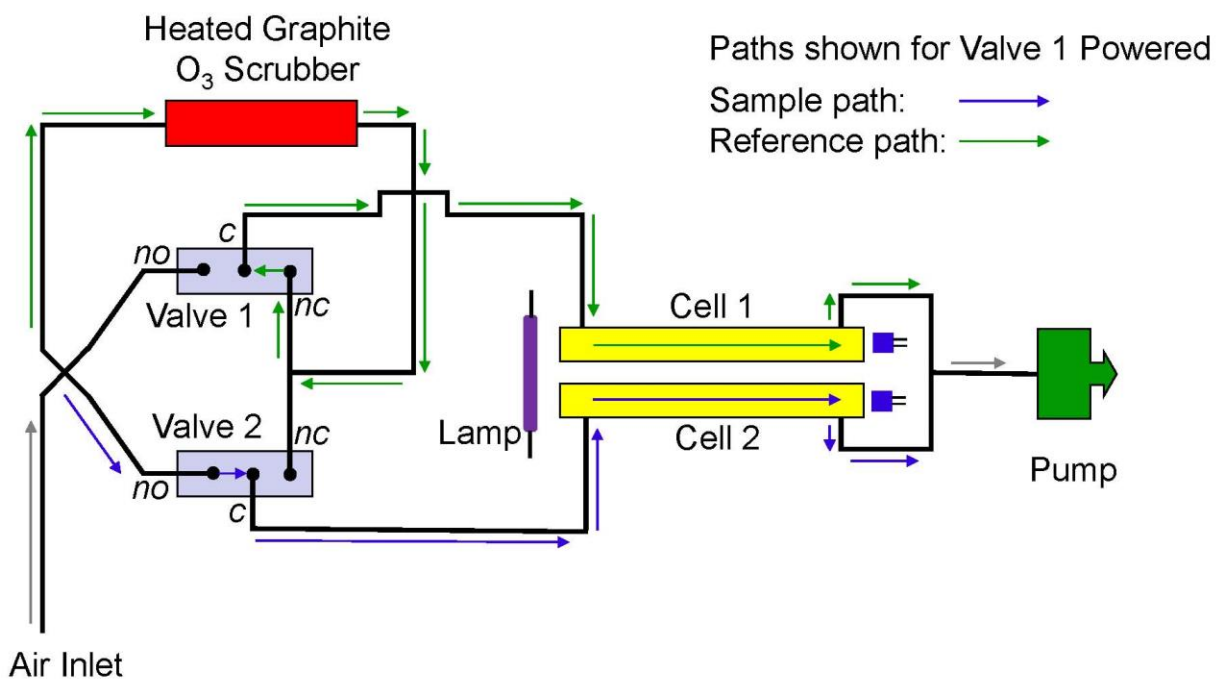 Heated Graphite
O₃ Scrubber
Paths shown for Valve 1 Powered
Sample path:
Reference path:
c
no
nc
Valve 1
Cell 1
Valve 2
nc
no
c
Lamp
Cell 2
Pump
Air Inlet